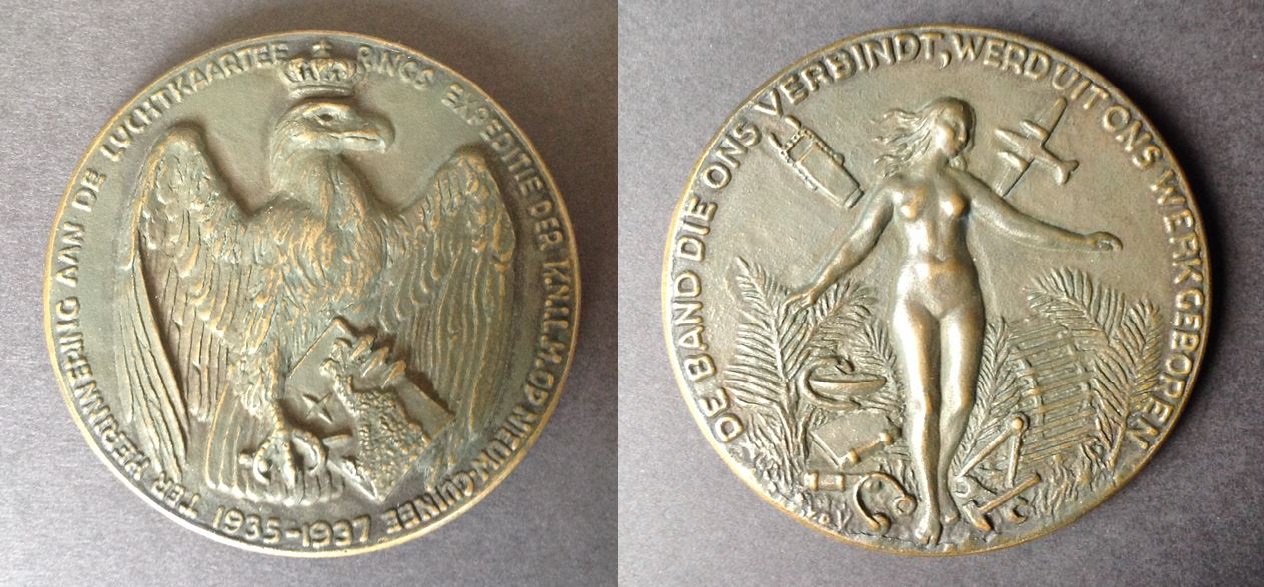 TER HERINNERING AAN DE LUCHTKAARTEERINGS EXPEDITIE DER M.N.N.G.P.M. OP NIEUW-GUINEE 1935-1937
DE BAND DIE ONS VERBINDT, WERD UIT ONS WERK GEBOREN